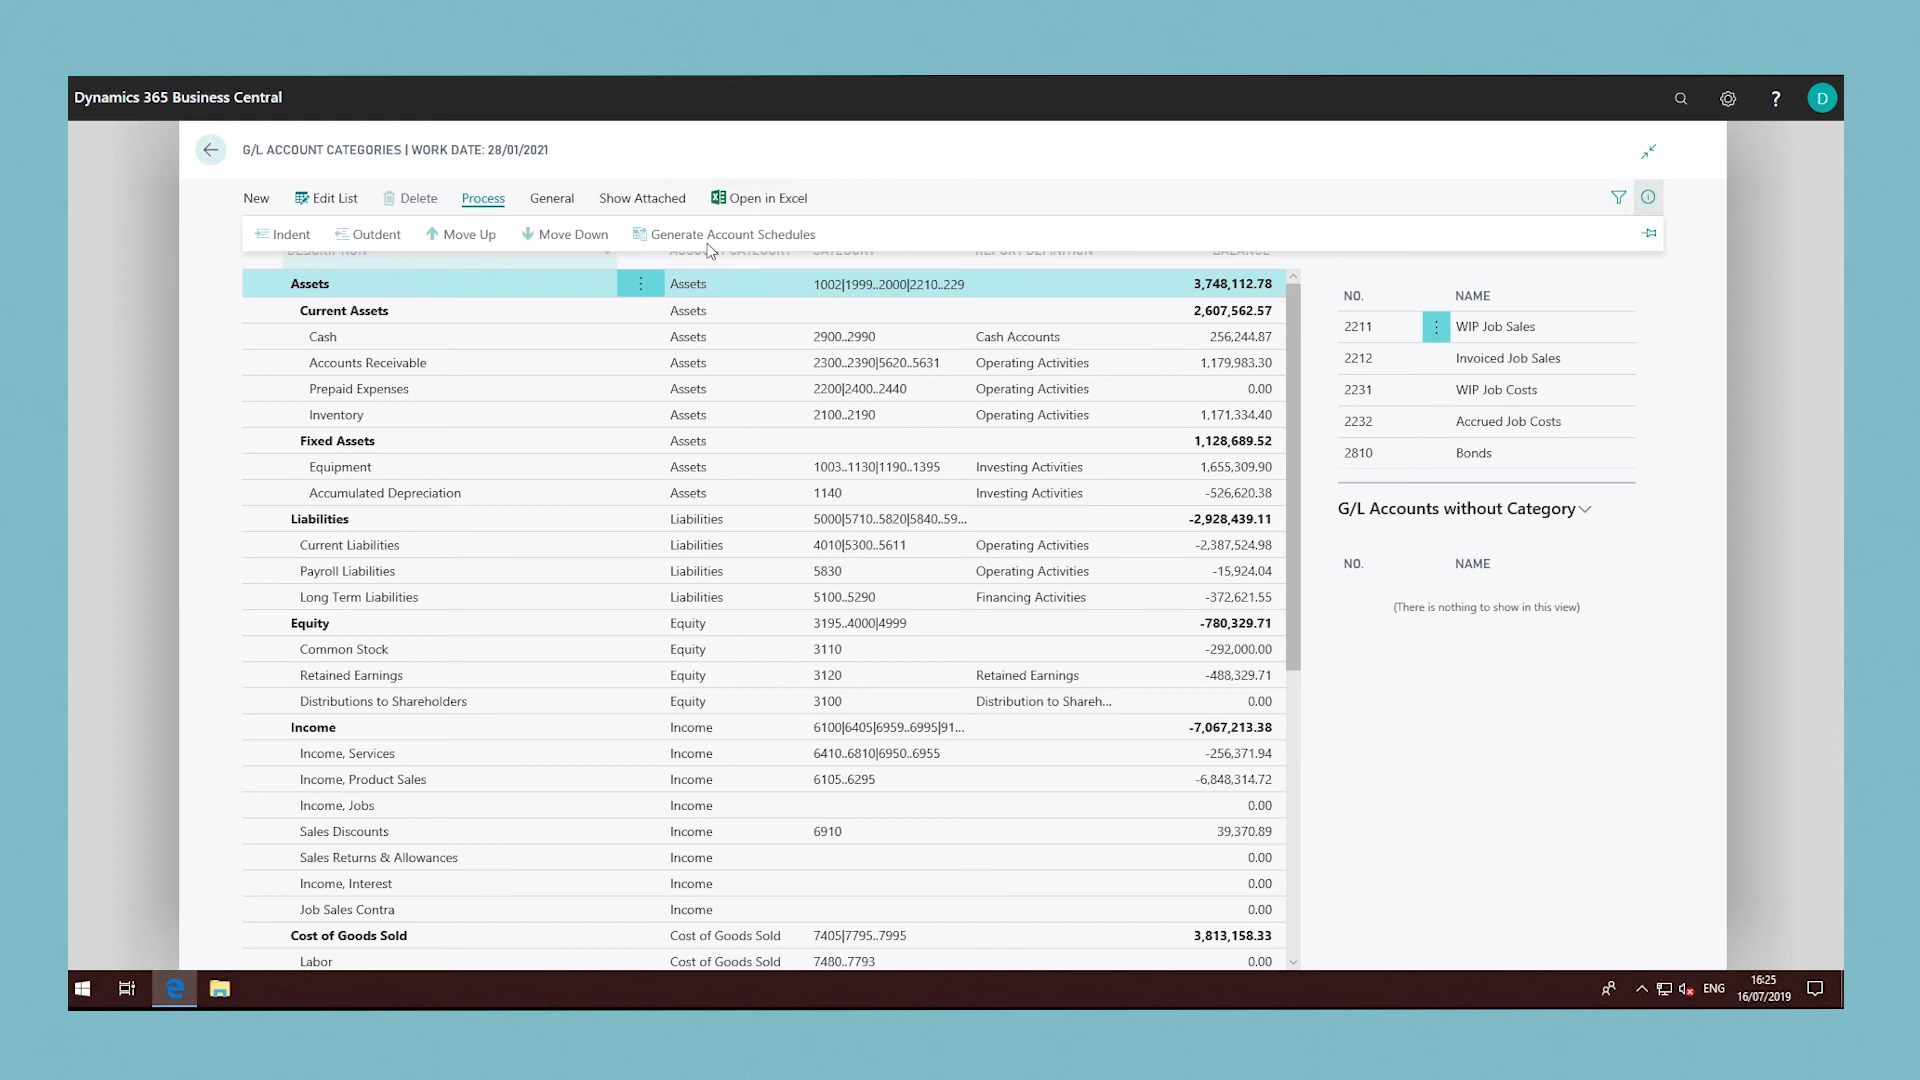 Dynamics 365 Business Central
?
D
G/L ACCOUNT CATEGORIES | WORK DATE: 28/01/2021
New Edit List Delete Process General Show Attached Open in Excel
Indent Outdent Move Up Move Down Generate Account Schedules
DESCRIPTION ACCOUNT CATEGORY CATEGORY REPORT DEFINITION BALANCE
Assets Assets 1002|1999..2000|2210..229 3,748,112.78
Current Assets Assets 2,607,562.57
Cash Assets 2900..2990 Cash Accounts 256,244.87
Accounts Receivable Assets 2300..2390|5620..5631 Operating Activities 1,179,983.30
Prepaid Expenses Assets 2200|2400..2440 Operating Activities 0.00
Inventory Assets 2100..2190 Operating Activities 1,171,334.40
Fixed Assets Assets 1,128,689.52
Equipment Assets 1003..1130|1190..1395 Investing Activities 1,655,309.90
Accumulated Depreciation Assets 1140 Investing Activities -526,620.38
Liabilities Liabilities 5000|5710..5820|5840..59... -2,928,439.11
Current Liabilities Liabilities 4010|5300..5611 Operating Activities -2,387,524.98
Payroll Liabilities Liabilities 5830 Operating Activities -15,924.04
Long Term Liabilities Liabilities 5100..5290 Financing Activities -372,621.55
Equity Equity 3195..4000|4999 -780,329.71
Common Stock Equity 3110 -292,000.00
Retained Earnings Equity 3120 Retained Earnings -488,329.71
Distributions to Shareholders Equity 3100 Distribution to Shareh... 0.00
Income Income 6100|6405|6959..6995|91... -7,067,213.38
Income, Services Income 6410..6810|6950..6955 -256,371.94
Income, Product Sales Income 6105..6295 -6,848,314.72
Income, Jobs Income 0.00
Sales Discounts Income 6910 39,370.89
Sales Returns & Allowances Income 0.00
Income, Interest Income 0.00
Job Sales Contra Income 0.00
Cost of Goods Sold Cost of Goods Sold 7405|7795..7995 3,813,158.33
Labor Cost of Goods Sold 7480..7793 0.00
NO. NAME
2211 WIP Job Sales
2212 Invoiced Job Sales
2231 WIP Job Costs
2232 Accrued Job Costs
2810 Bonds
G/L Accounts without Category
NO. NAME
(There is nothing to show in this view)
ENG
16:25
16/07/2019